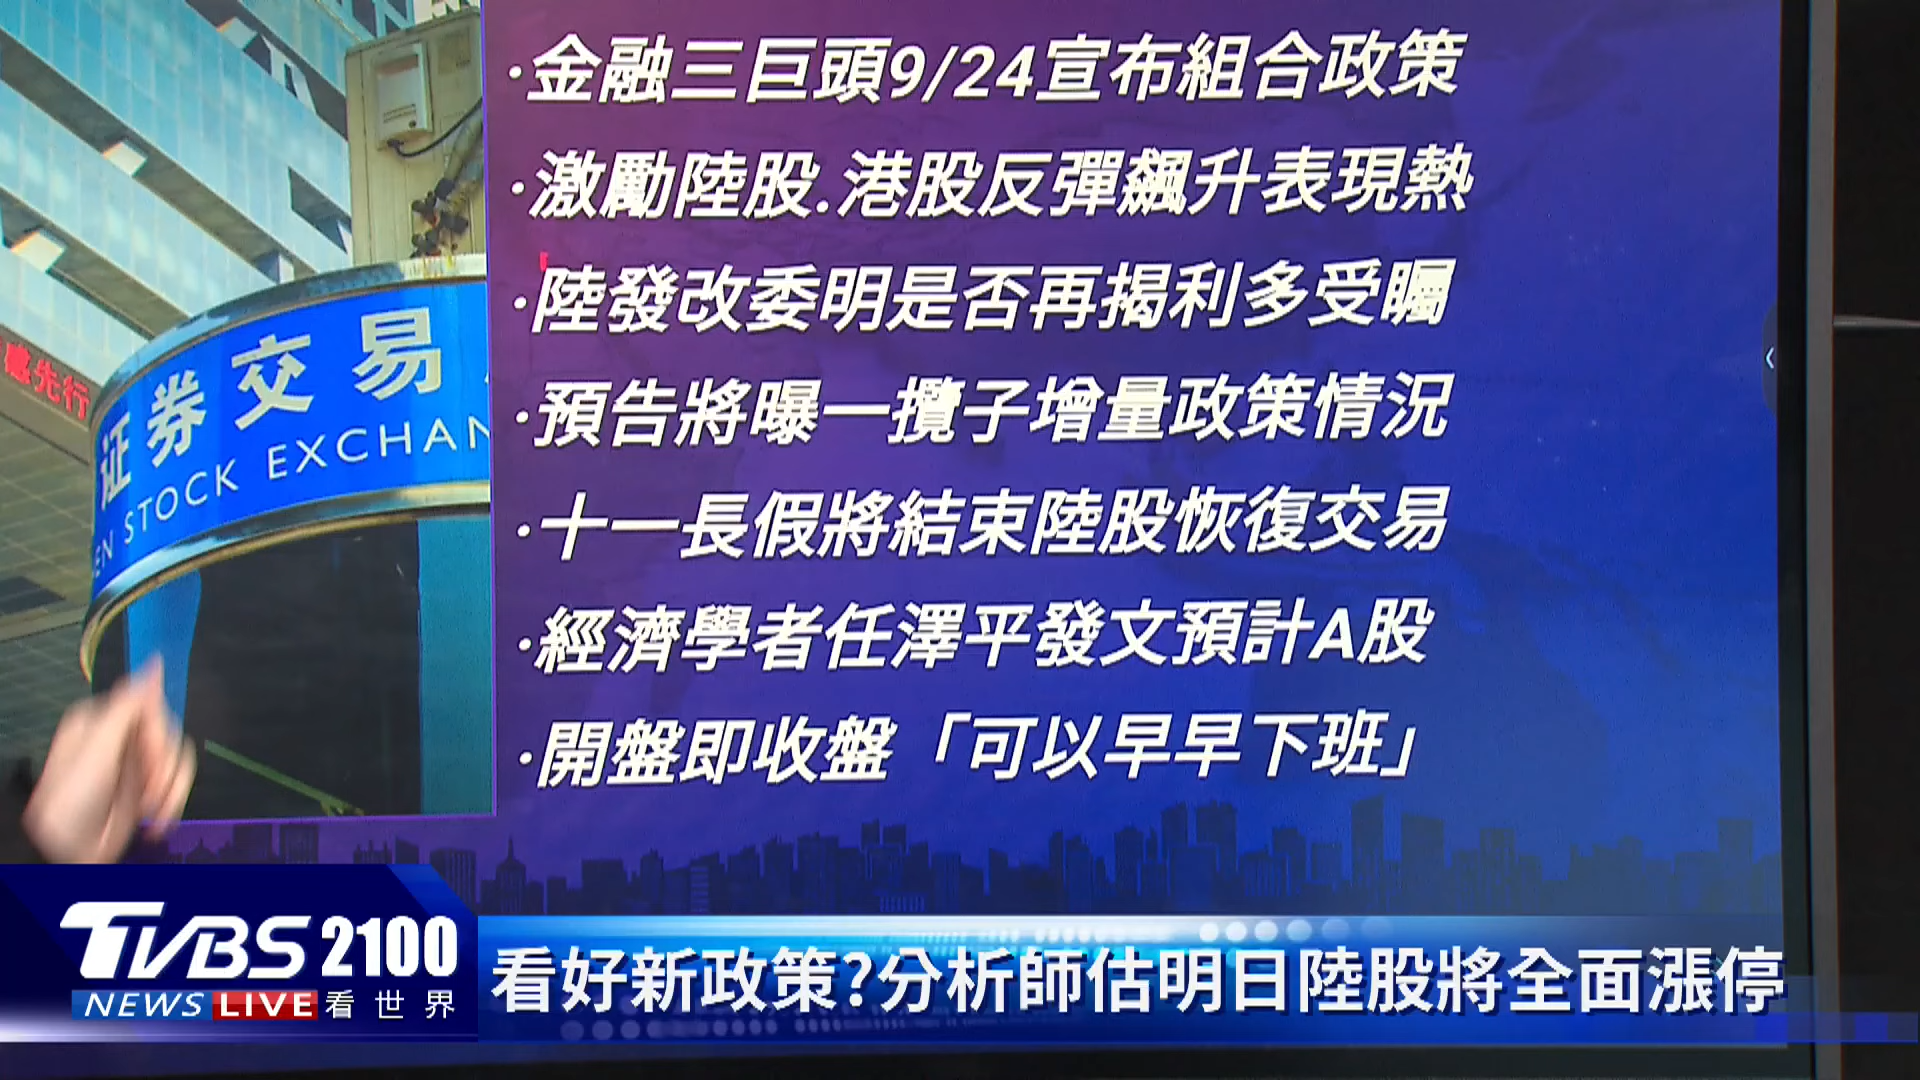 ·金融三巨頭9/24宣布組合政策
·激勵陸股.港股反彈飆升表現熱
·陸發改委明是否再揭利多受矚
·預告將曝一攬子增量政策情況
·十一長假將結束陸股恢復交易
·經濟學者任澤平發文預計A股
·開盤即收盤「可以早早下班」
感先行
证券交易
EN STOCK EXCHAN
TVBS 2100
NEWS LIVE 看世界
看好新政策?分析師估明日陸股將全面漲停